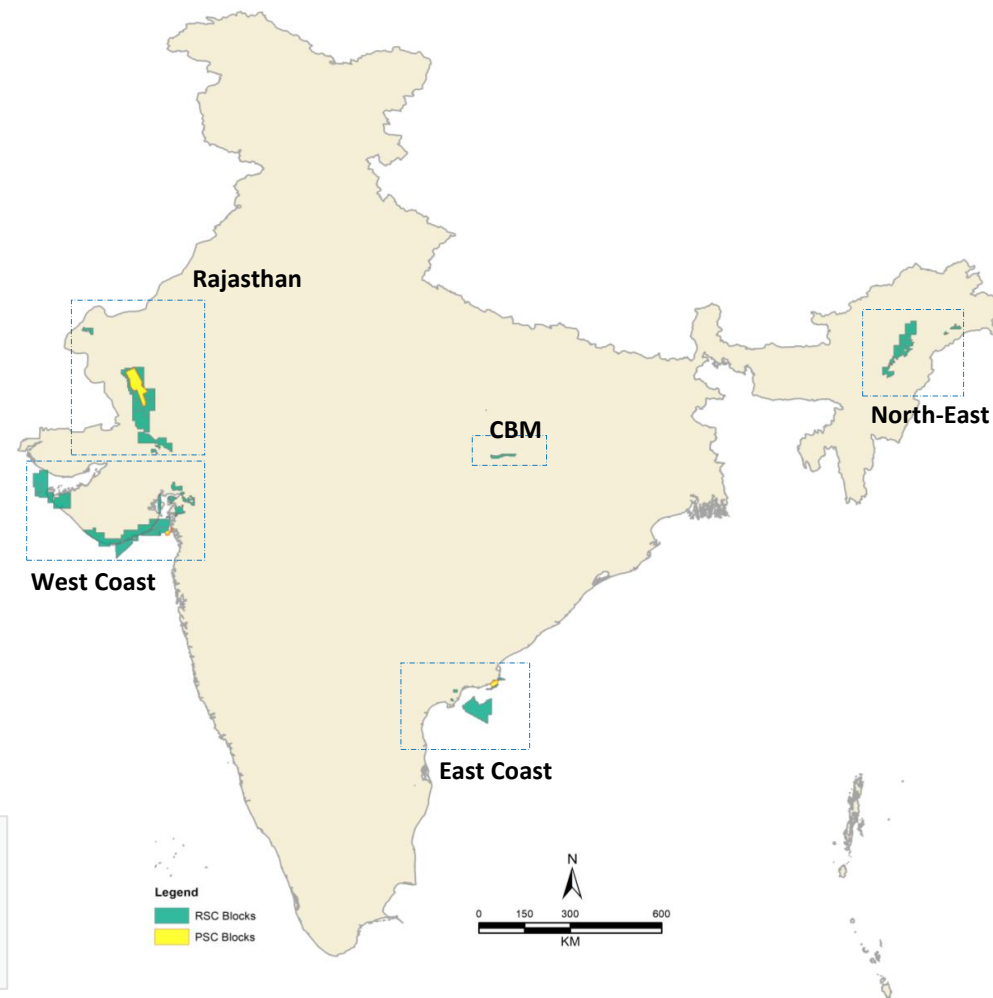 Rajasthan
North-East
CBM
West Coast
East Coast
N
0 150 300 600
KM
Legend
RSC Blocks
PSC Blocks